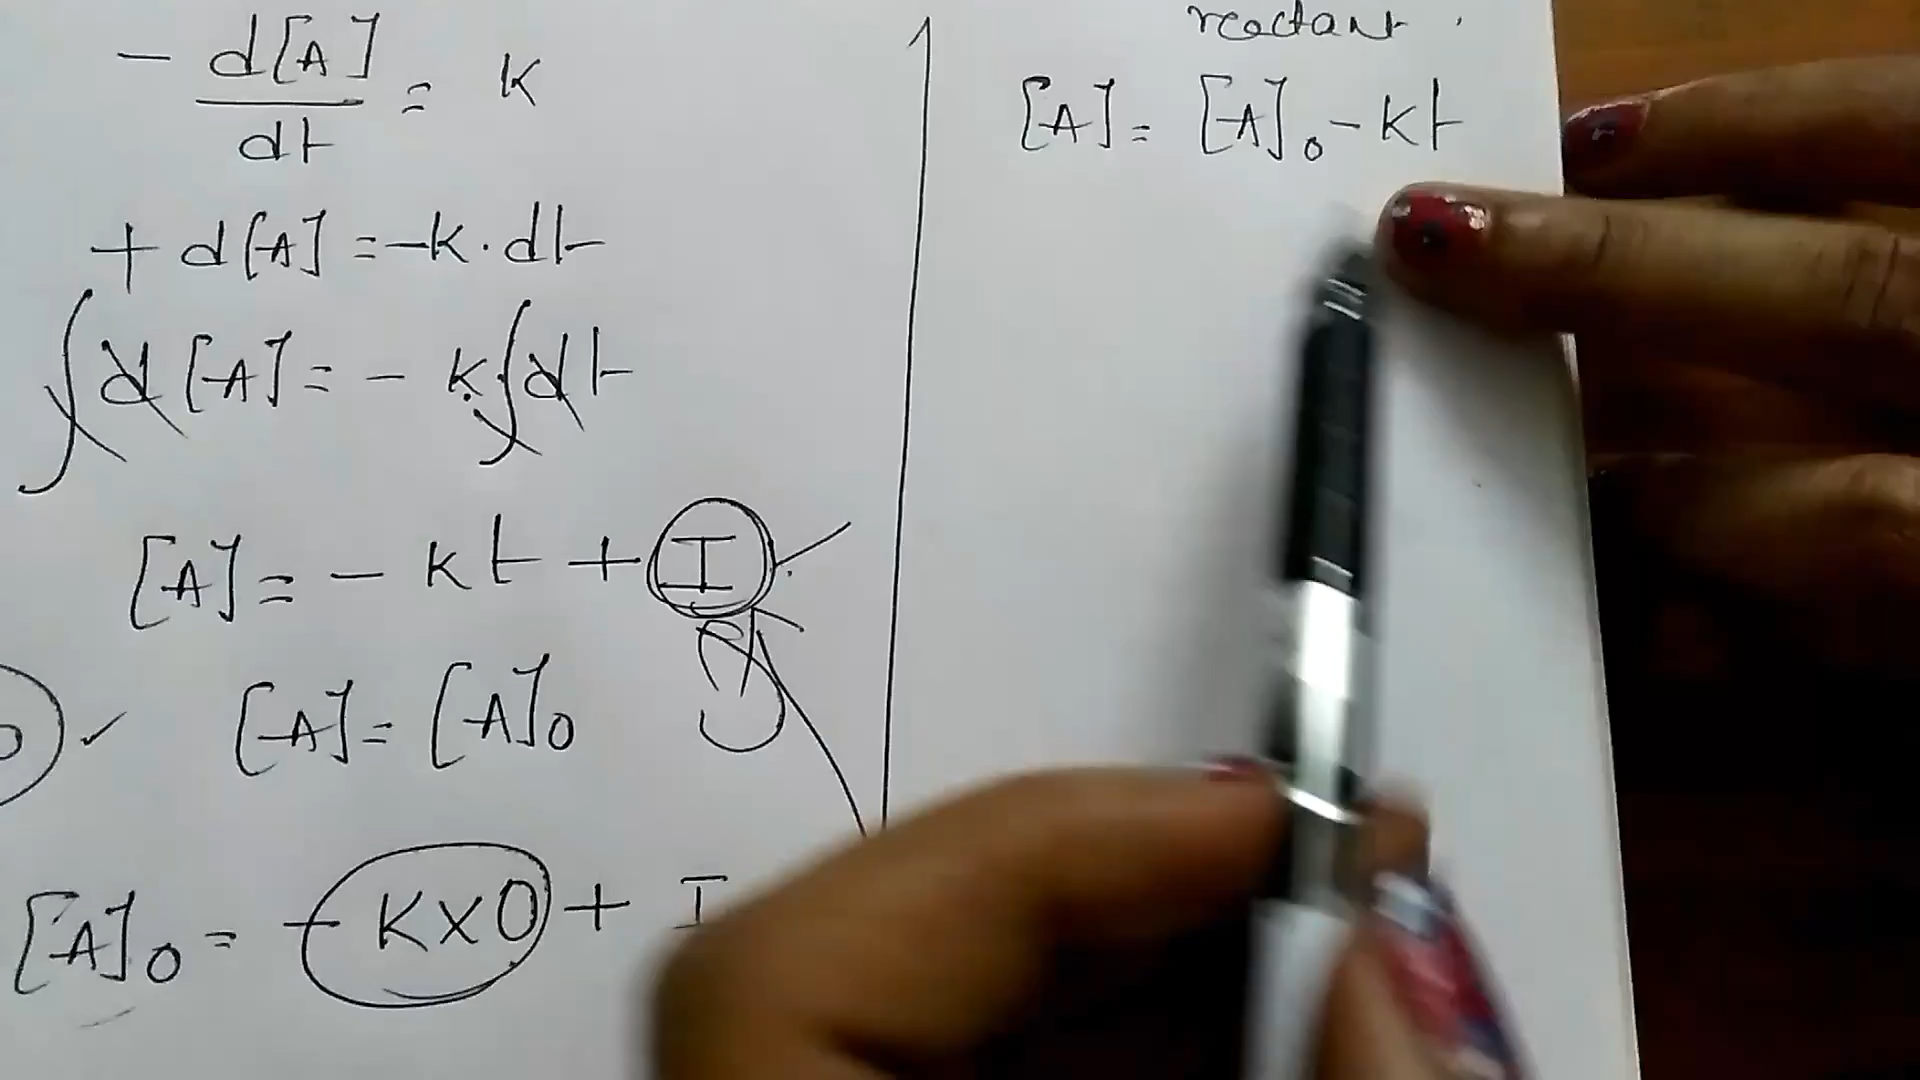 - d[A]/dt = K
+ d[A] = -K . dt
∫d[A] = - K.∫dt
[A] = - Kt + I
[A] = [A]0
[A]0 = - K×0 + I
reactant.
[A] = [A]0 - Kt